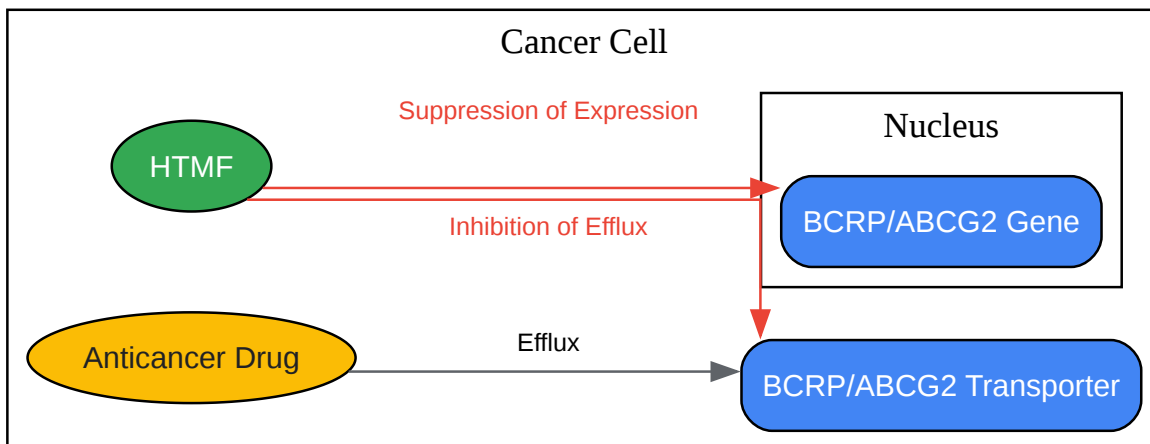 Cancer Cell
Suppression of Expression
Nucleus
HTMF
BCRP/ABCG2 Gene
Inhibition of Efflux
Efflux
Anticancer Drug
BCRP/ABCG2 Transporter